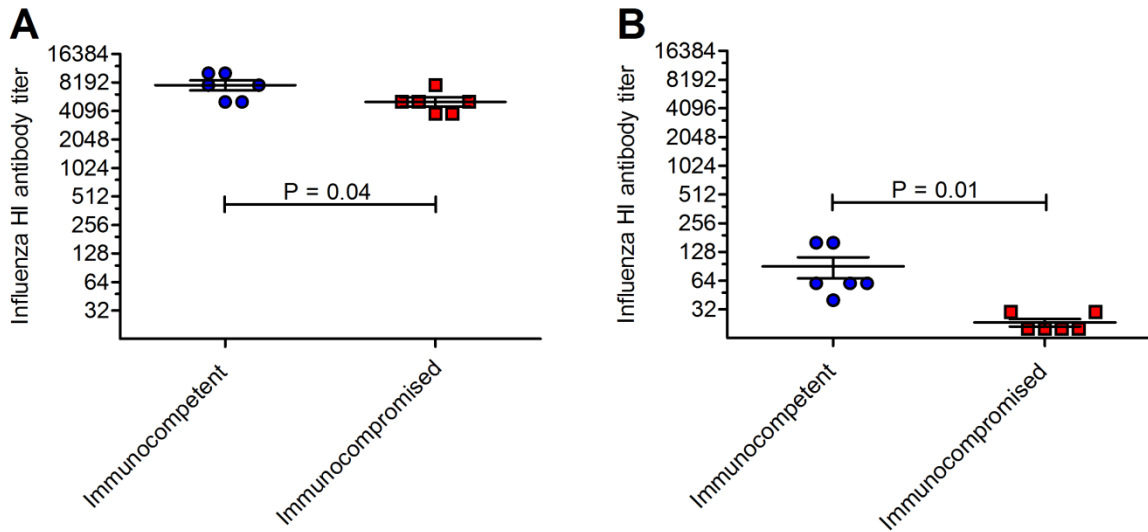 A
Influenza HI antibody titer
16384
8192
4096
2048
1024
512
256
128
64
32
P = 0.04
Immunocompetent
Immunocompromised
B
Influenza HI antibody titer
16384
8192
4096
2048
1024
512
256
128
64
32
P = 0.01
Immunocompetent
Immunocompromised